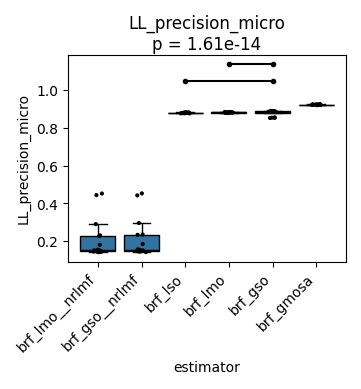 LL_precision_micro
p = 1.61e-14
LL_precision_micro
1.0
0.8
0.6
0.4
0.2
brf_lmo__nrlmf
brf_gso__nrlmf
brf_lso
brf_lmo
brf_gso
brf_gmosa
estimator